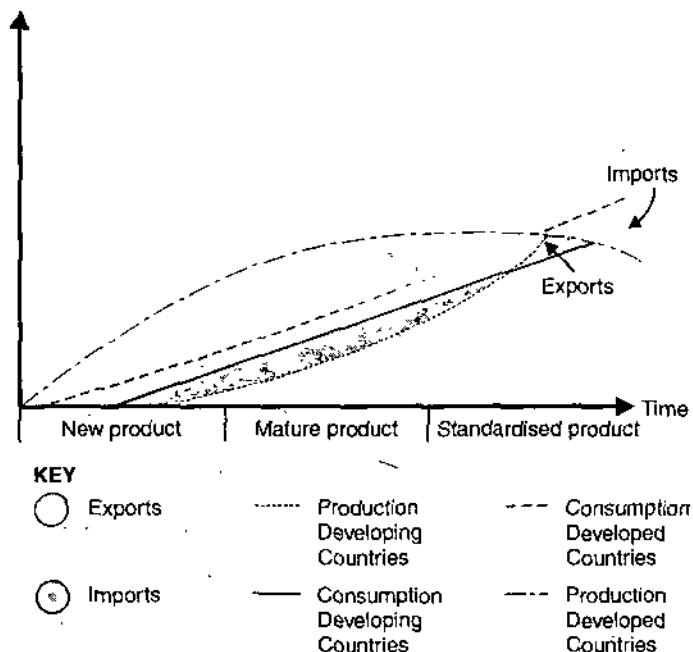 Imports
Exports
Time
New product
Mature product
Standardised product
KEY
Exports
Production
Developing
Countries
Consumption
Developed
Countries
Imports
Consumption
Developing
Countries
Production
Developed
Countries